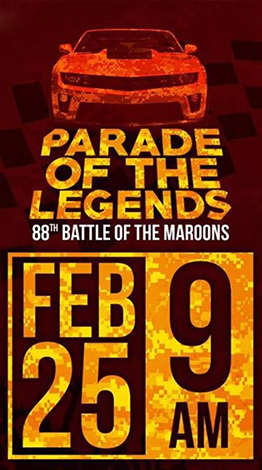 PARADE
OF THE
LEGENDS
88TH BATTLE OF THE MAROONS
FEB
25
9
AM